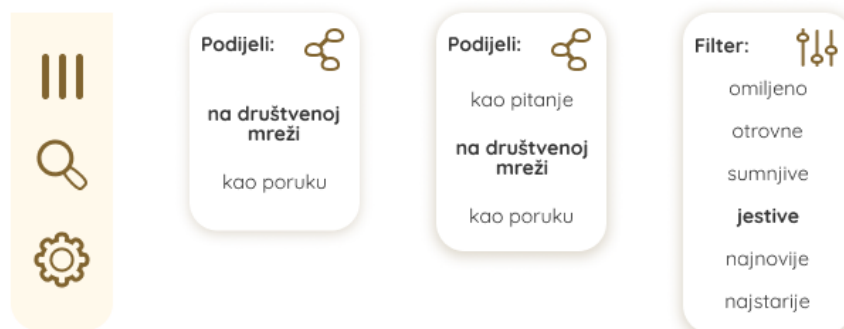 Podijeli:
na društvenoj
mreži
kao poruku
Podijeli:
kao pitanje
na društvenoj
mreži
kao poruku
Filter:
omiljeno
otrovne
sumnjive
jestive
najnovije
najstarije